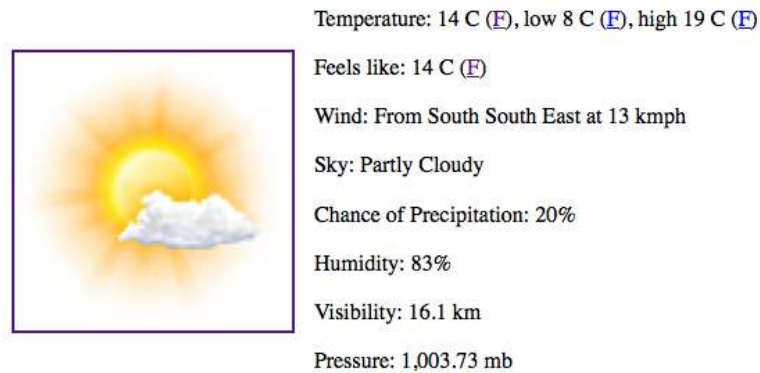 Temperature: 14 C (F), low 8 C (F), high 19 C (F)
Feels like: 14 C (F)
Wind: From South South East at 13 kmph
Sky: Partly Cloudy
Chance of Precipitation: 20%
Humidity: 83%
Visibility: 16.1 km
Pressure: 1,003.73 mb